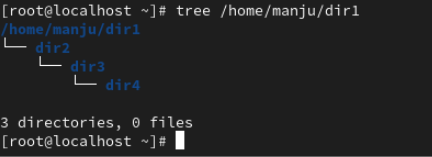 [root@localhost ~]# tree /home/manju/dir1
/home/manju/dir1
└── dir2
    └── dir3
        └── dir4

3 directories, 0 files
[root@localhost ~]#